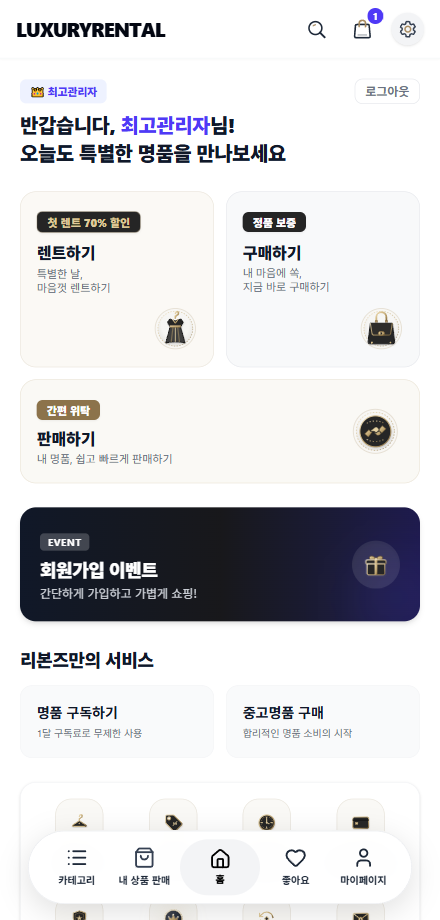 LUXURYRENTAL
1
최고관리자
로그아웃
반갑습니다, 최고관리자님!
오늘도 특별한 명품을 만나보세요
첫 렌트 70% 할인
렌트하기
특별한 날,
마음껏 렌트하기
정품 보증
구매하기
내 마음에 쏙,
지금 바로 구매하기
간편 위탁
판매하기
내 명품, 쉽고 빠르게 판매하기
EVENT
회원가입 이벤트
간단하게 가입하고 가볍게 쇼핑!
리본즈만의 서비스
명품 구독하기
1달 구독료로 무제한 사용
중고명품 구매
합리적인 명품 소비의 시작
카테고리
내 상품 판매
홈
좋아요
마이페이지